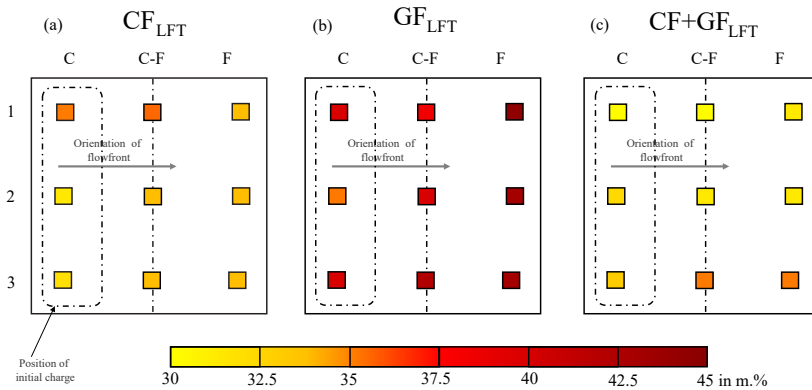 (a) CF_LFT (b) GF_LFT (c) CF+GF_LFT
C C-F F C C-F F C C-F F
1
Orientation of Orientation of Orientation of
flowfront flowfront flowfront
2
3
Position of
initial charge
30 32.5 35 37.5 40 42.5 45 in m.%